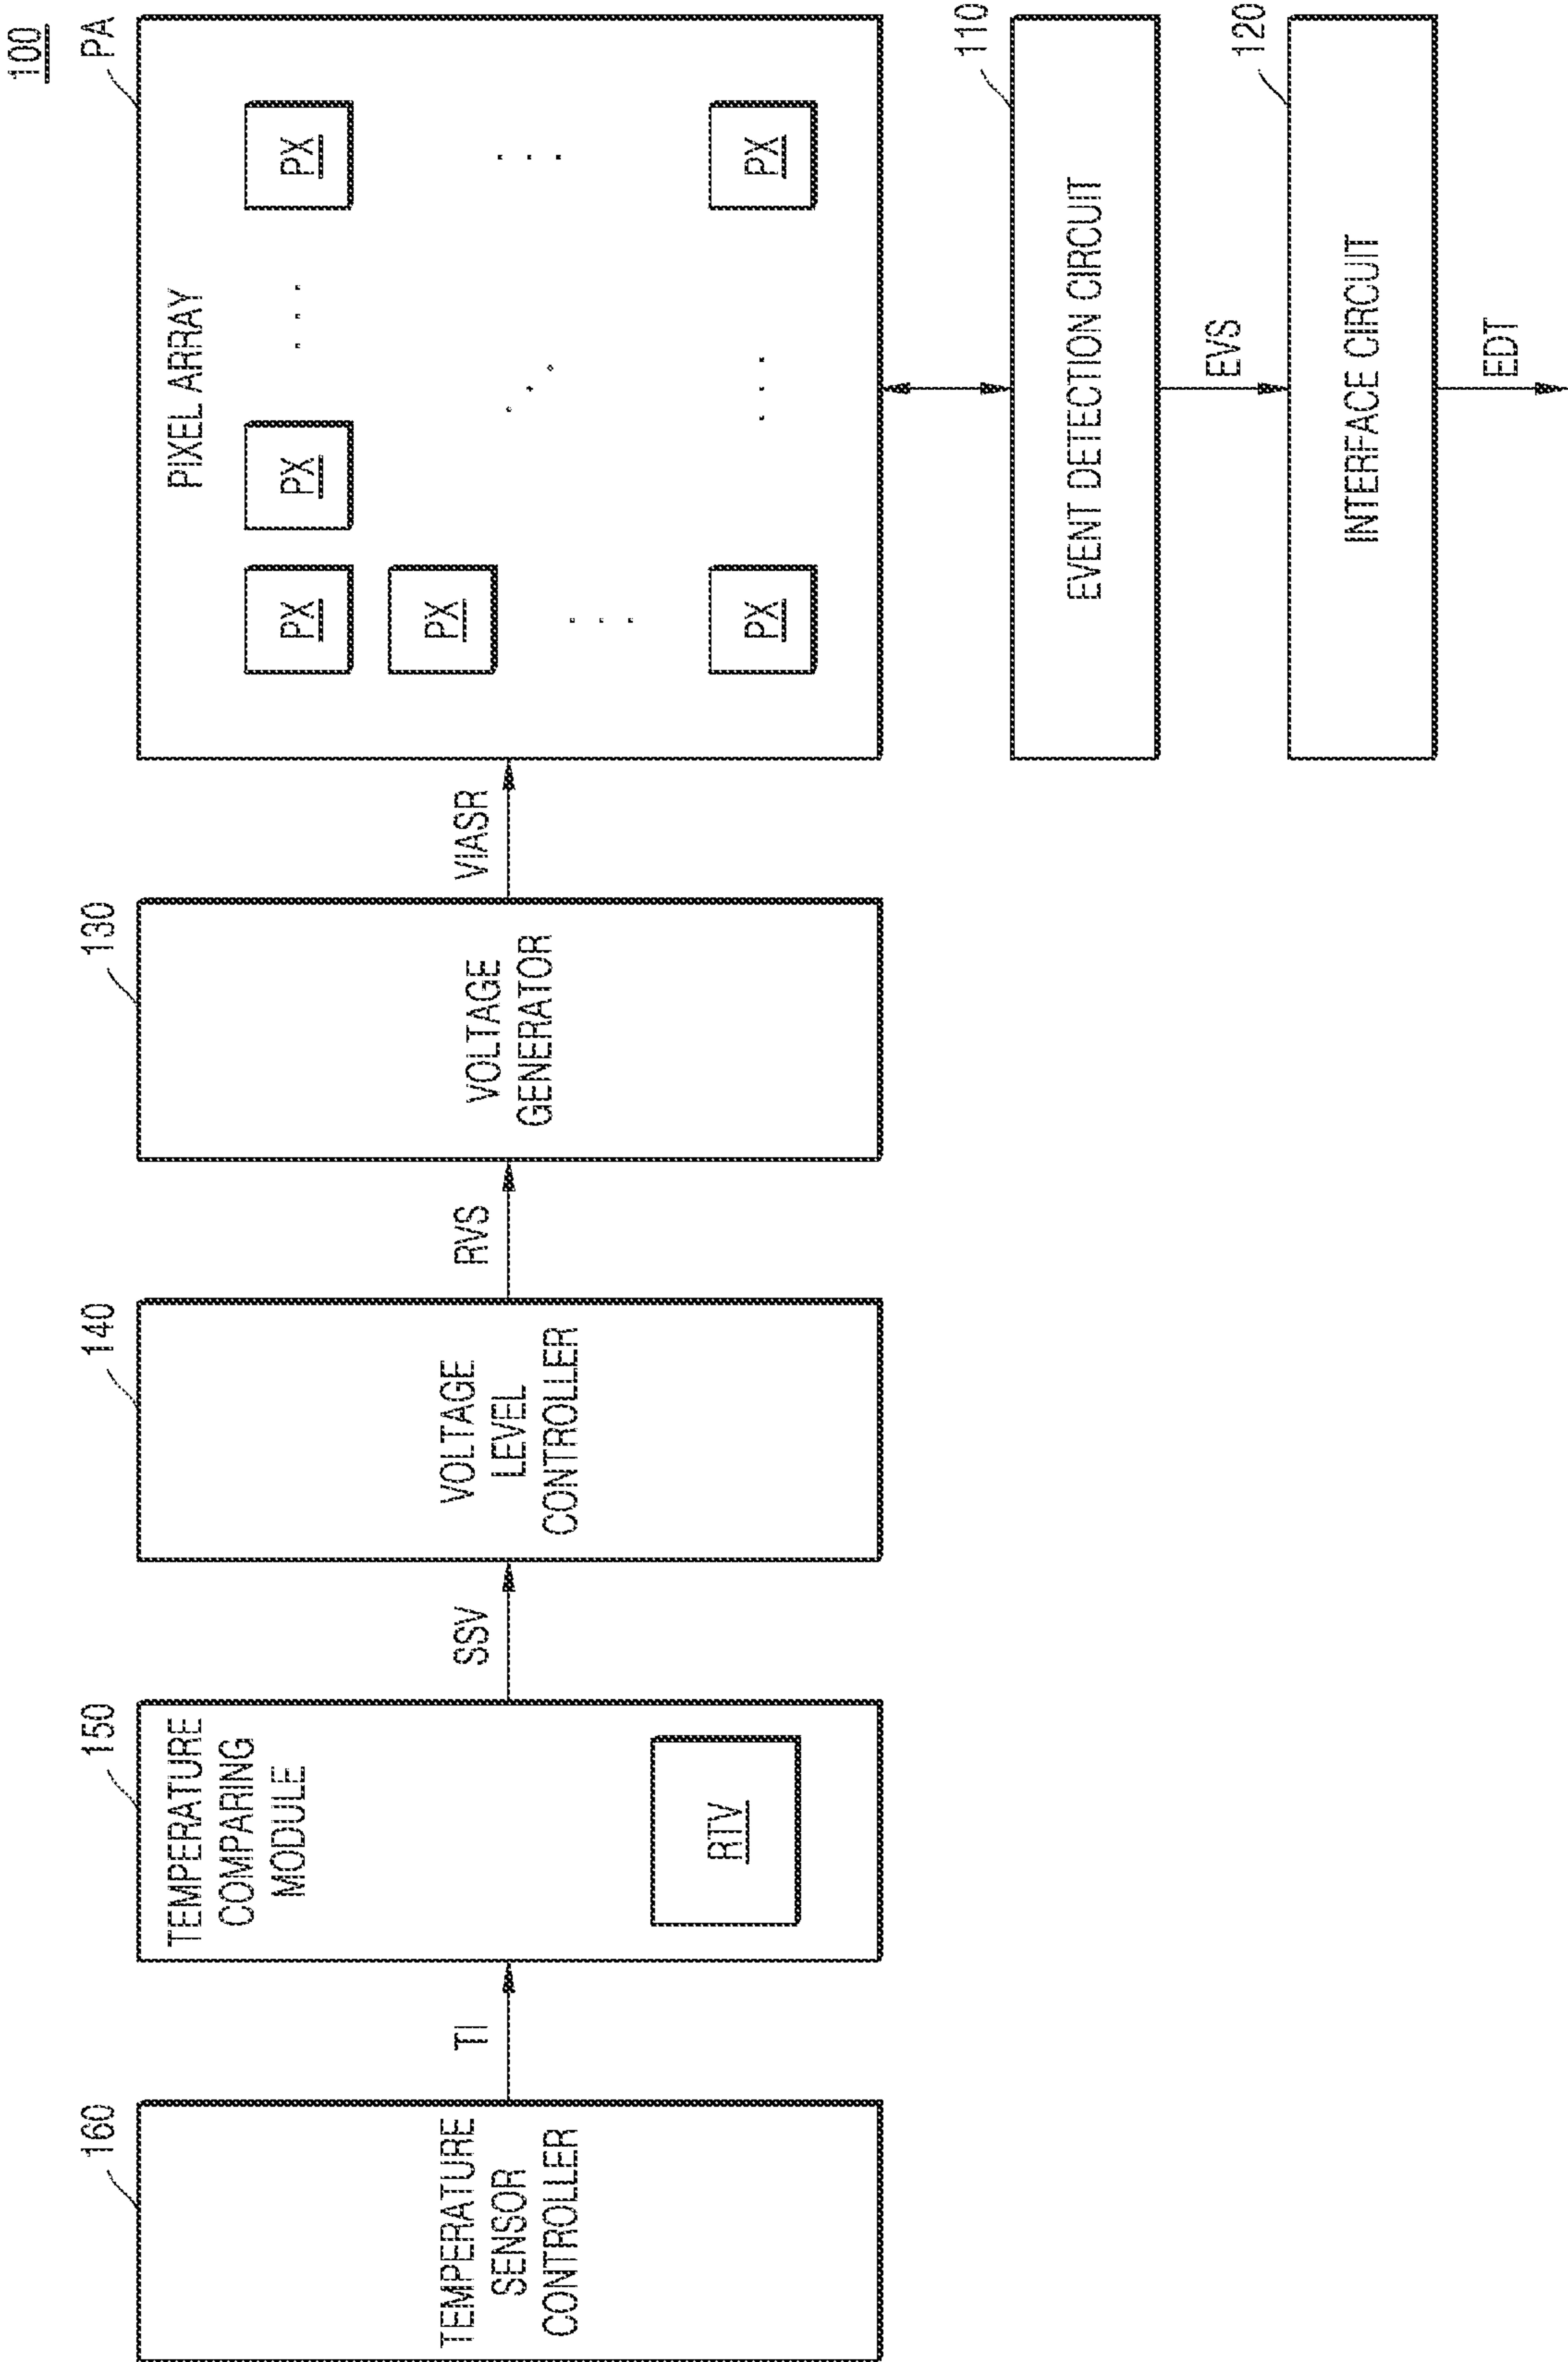 100
160
150
140
130
PA
TEMPERATURE
SENSOR
CONTROLLER
TI
TEMPERATURE
COMPARING
MODULE
RTV
SSV
VOLTAGE
LEVEL
CONTROLLER
RVS
VOLTAGE
GENERATOR
VIASR
PIXEL ARRAY
PX
PX
PX
PX
PX
PX
110
EVENT DETECTION CIRCUIT
EVS
120
INTERFACE CIRCUIT
EDT